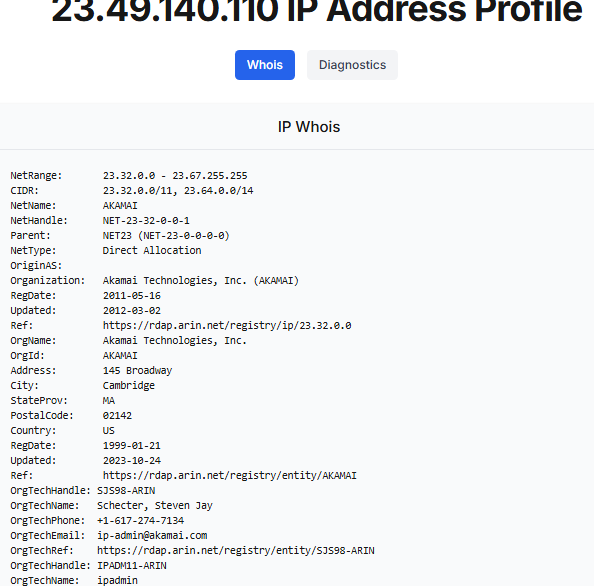 23.49.140.110 IP Address Profile
Whois Diagnostics
IP Whois
NetRange: 23.32.0.0 - 23.67.255.255
CIDR: 23.32.0.0/11, 23.64.0.0/14
NetName: AKAMAI
NetHandle: NET-23-32-0-0-1
Parent: NET23 (NET-23-0-0-0-0)
NetType: Direct Allocation
OriginAS:
Organization: Akamai Technologies, Inc. (AKAMAI)
RegDate: 2011-05-16
Updated: 2012-03-02
Ref: https://rdap.arin.net/registry/ip/23.32.0.0
OrgName: Akamai Technologies, Inc.
OrgId: AKAMAI
Address: 145 Broadway
City: Cambridge
StateProv: MA
PostalCode: 02142
Country: US
RegDate: 1999-01-21
Updated: 2023-10-24
Ref: https://rdap.arin.net/registry/entity/AKAMAI
OrgTechHandle: SJS98-ARIN
OrgTechName: Schecter, Steven Jay
OrgTechPhone: +1-617-274-7134
OrgTechEmail: ip-admin@akamai.com
OrgTechRef: https://rdap.arin.net/registry/entity/SJS98-ARIN
OrgTechHandle: IPADM11-ARIN
OrgTechName: ipadmin